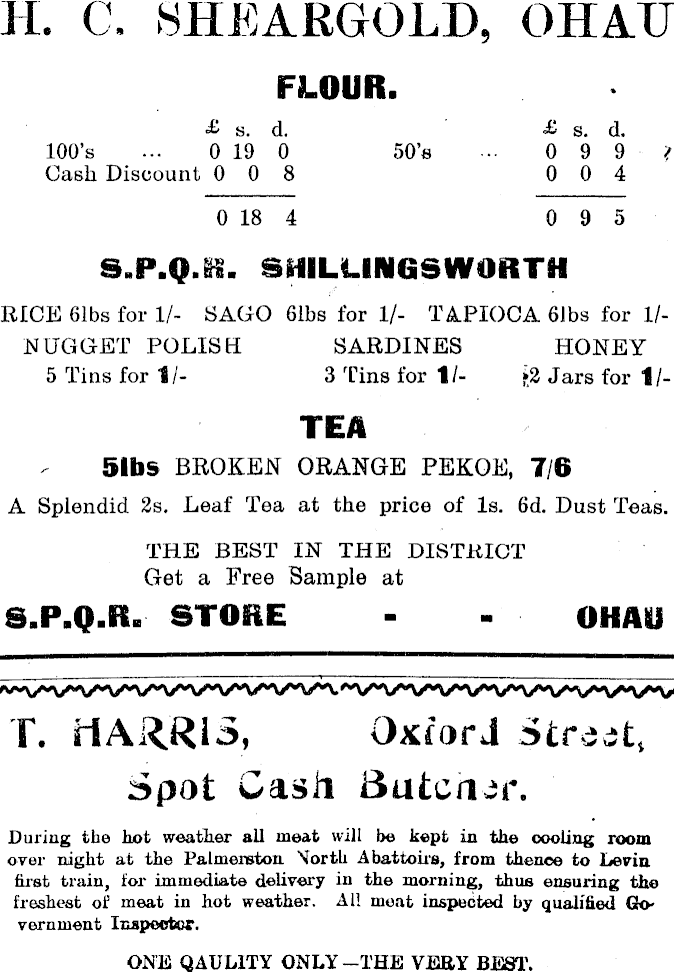 H. C. SHEARGOLD, OHAU
FLOUR.
£ s. d. £ s. d.
100's ... 0 19 0 50's ... 0 9 9
Cash Discount 0 0 8 0 0 4
0 18 4 0 9 5
S.P.Q.R. SHILLINGSWORTH
RICE 6lbs for 1/- SAGO 6lbs for 1/- TAPIOCA 6lbs for 1/-
NUGGET POLISH SARDINES HONEY
5 Tins for 1/- 3 Tins for 1/- 2 Jars for 1/-
TEA
5lbs BROKEN ORANGE PEKOE, 7/6
A Splendid 2s. Leaf Tea at the price of 1s. 6d. Dust Teas.
THE BEST IN THE DISTRICT
Get a Free Sample at
S.P.Q.R. STORE - - OHAU
T. HARRIS, Oxford Street,
Spot Cash Butcher.
During the hot weather all meat will be kept in the cooling room
over night at the Palmerston North Abattoirs, from thence to Levin
first train, for immediate delivery in the morning, thus ensuring the
freshest of meat in hot weather. All meat inspected by qualified Go-
vernment Inspector.
ONE QAULITY ONLY—THE VERY BEST.